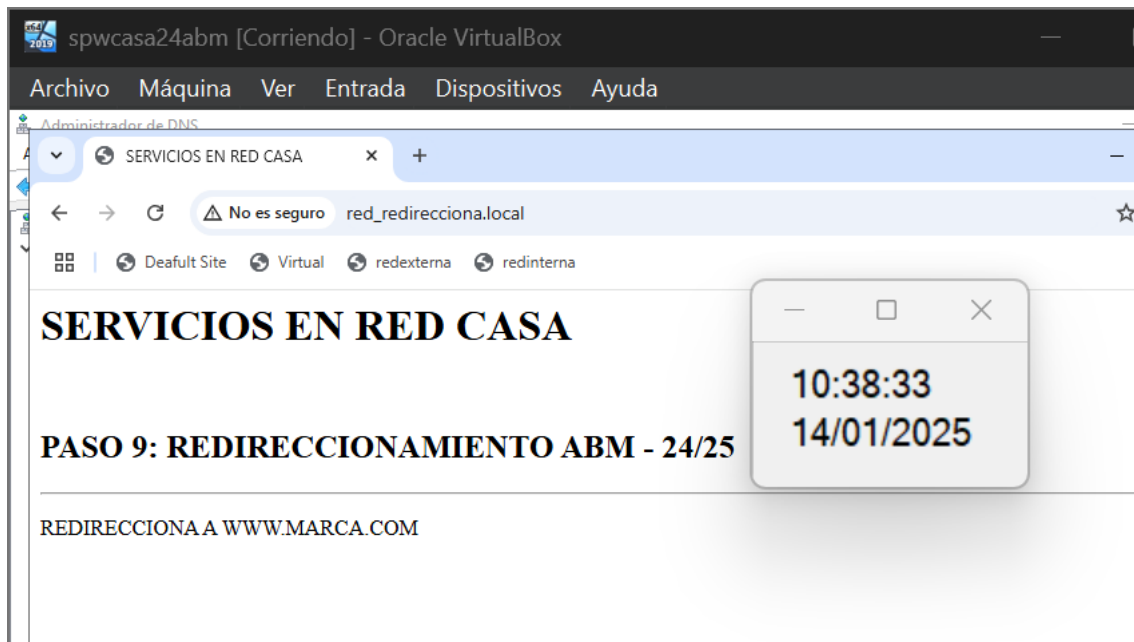 x64
2019
spwcasa24abm [Corriendo] - Oracle VirtualBox
Archivo Máquina Ver Entrada Dispositivos Ayuda
Administrador de DNS
SERVICIOS EN RED CASA
No es seguro red_redirecciona.local
Deafult Site Virtual redexterna redinterna
SERVICIOS EN RED CASA
10:38:33
14/01/2025
PASO 9: REDIRECCIONAMIENTO ABM - 24/25
REDIRECCIONA A WWW.MARCA.COM